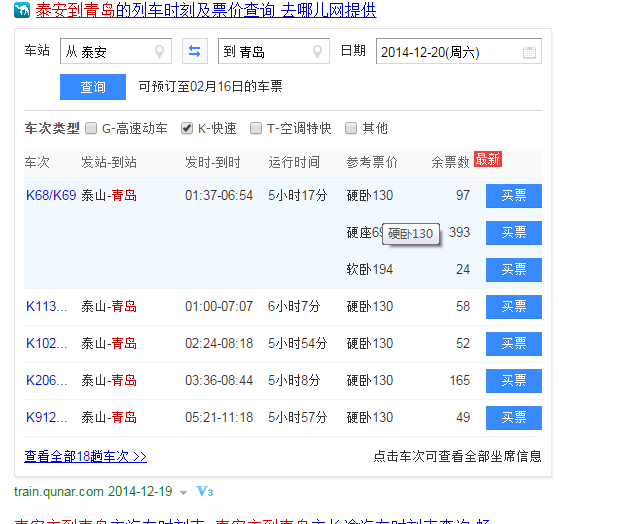 泰安到青岛的列车时刻及票价查询 去哪儿网提供
车站 从 泰安 到 青岛 日期 2014-12-20(周六)
查询 可预订至02月16日的车票
车次类型 G-高速动车 K-快速 T-空调特快 其他
车次 发站-到站 发时-到时 运行时间 参考票价 余票数 最新
K68/K69 泰山-青岛 01:37-06:54 5小时17分 硬卧130 97 买票
硬座69 硬卧130 393 买票
软卧194 24 买票
K113... 泰山-青岛 01:00-07:07 6小时7分 硬卧130 58 买票
K102... 泰山-青岛 02:24-08:18 5小时54分 硬卧130 52 买票
K206... 泰山-青岛 03:36-08:44 5小时8分 硬卧130 165 买票
K912... 泰山-青岛 05:21-11:18 5小时57分 硬卧130 49 买票
查看全部18趟车次 >> 点击车次可查看全部坐席信息
train.qunar.com 2014-12-19 V3